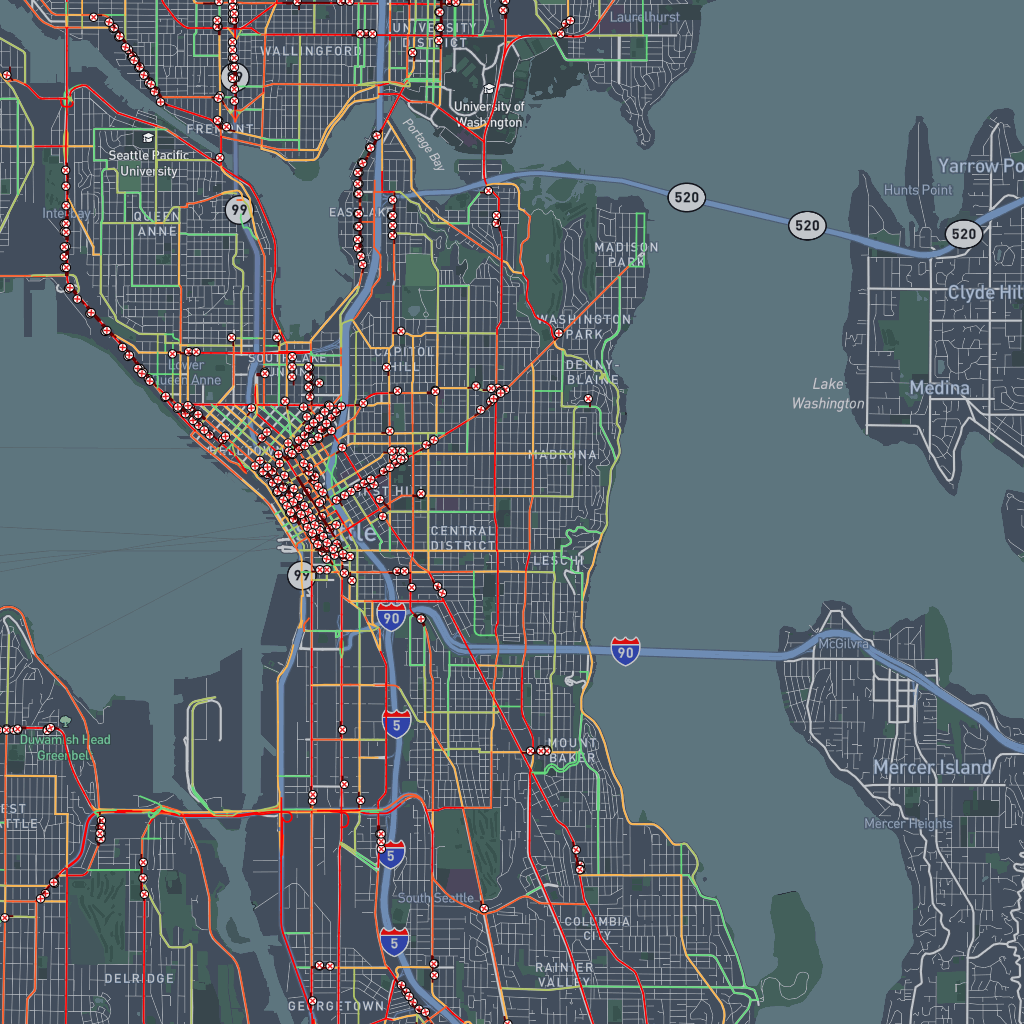 Laurelhurst
UNIVERSITY
DISTRICT
WALLINGFORD
University of
Washington
FREMONT
Portage Bay
Seattle Pacific
University
Yarrow Po
Hunts Point
520
99
Interbay
QUEEN
ANNE
EASTLAKE
520
520
MADISON
PARK
Clyde Hil
WASHINGTON
PARK
SOUTH LAKE
UNION
CAPITOL
HILL
Lower
Queen Anne
DENNY-
BLAINE
Lake
Washington
Medina
BELLTOWN
MADRONA
FIRST HILL
CENTRAL
DISTRICT
LESCHI
99
90
90
McGilvra
5
Duwamish Head
Greenbelt
MOUNT
BAKER
Mercer Island
Mercer Heights
5
South Seattle
COLUMBIA
CITY
5
DELRIDGE
RAINIER
VALLEY
GEORGETOWN